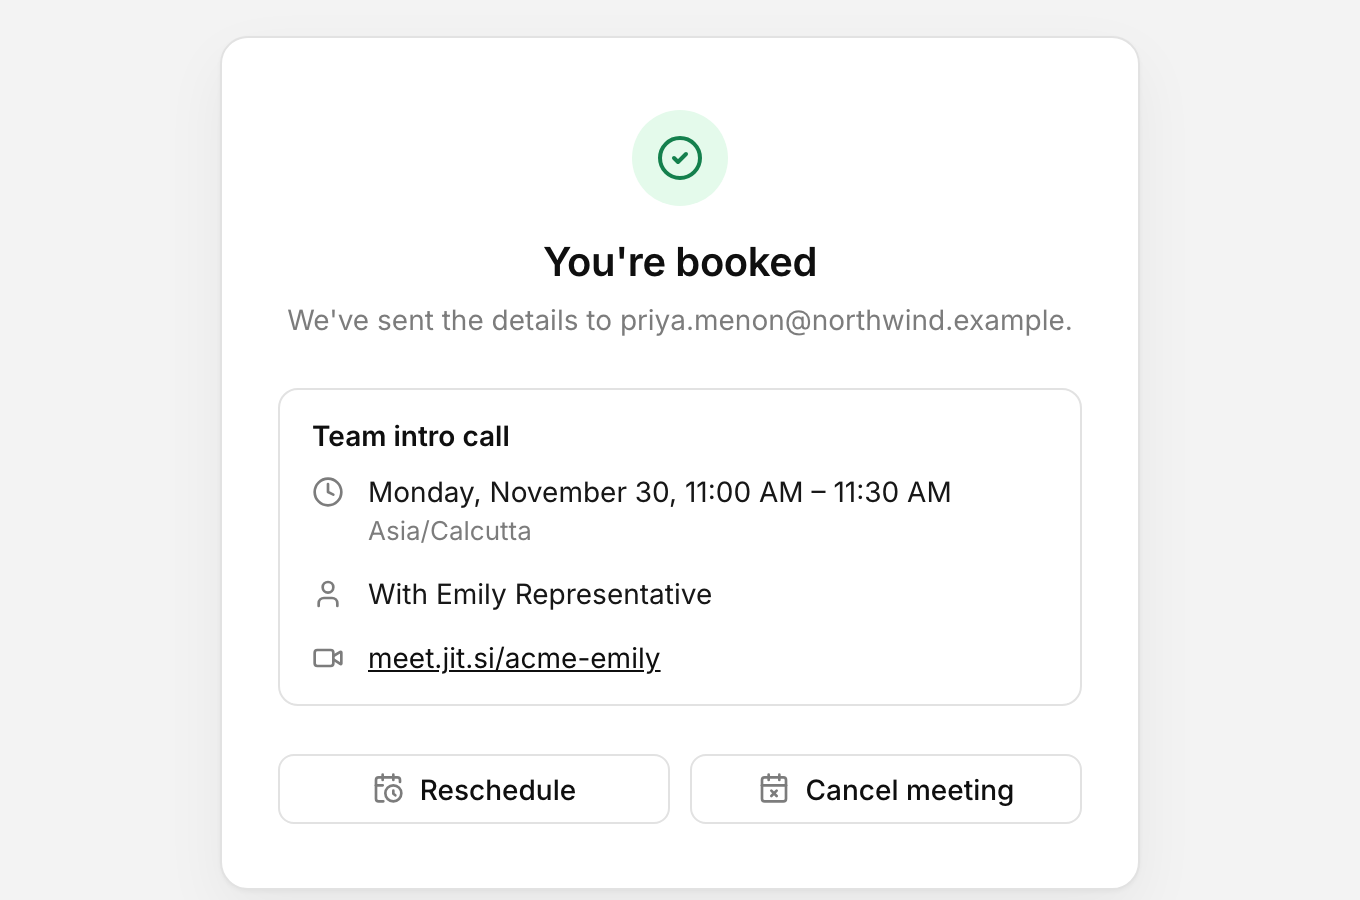 You're booked
We've sent the details to priya.menon@northwind.example.
Team intro call
Monday, November 30, 11:00 AM – 11:30 AM
Asia/Calcutta
With Emily Representative
meet.jit.si/acme-emily
Reschedule
Cancel meeting